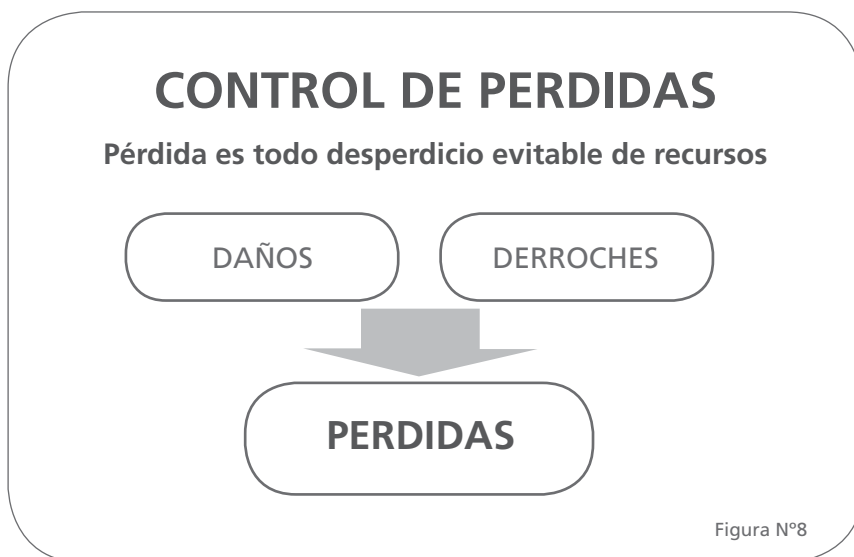 CONTROL DE PERDIDAS
Pérdida es todo desperdicio evitable de recursos
DAÑOS
DERROCHES
PERDIDAS
Figura Nº8